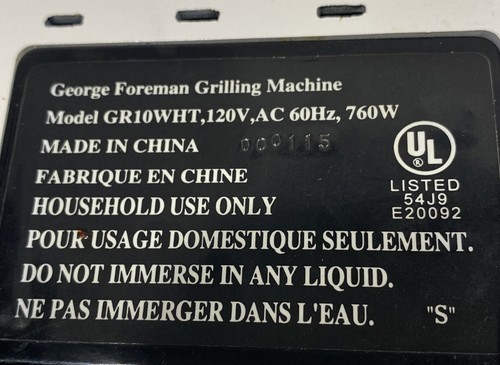 George Foreman Grilling Machine
Model GR10WHT,120V,AC 60Hz, 760W
MADE IN CHINA 000115
FABRIQUE EN CHINE
HOUSEHOLD USE ONLY
POUR USAGE DOMESTIQUE SEULEMENT.
DO NOT IMMERSE IN ANY LIQUID.
NE PAS IMMERGER DANS L'EAU. "S"
UL ®
LISTED
54J9
E20092